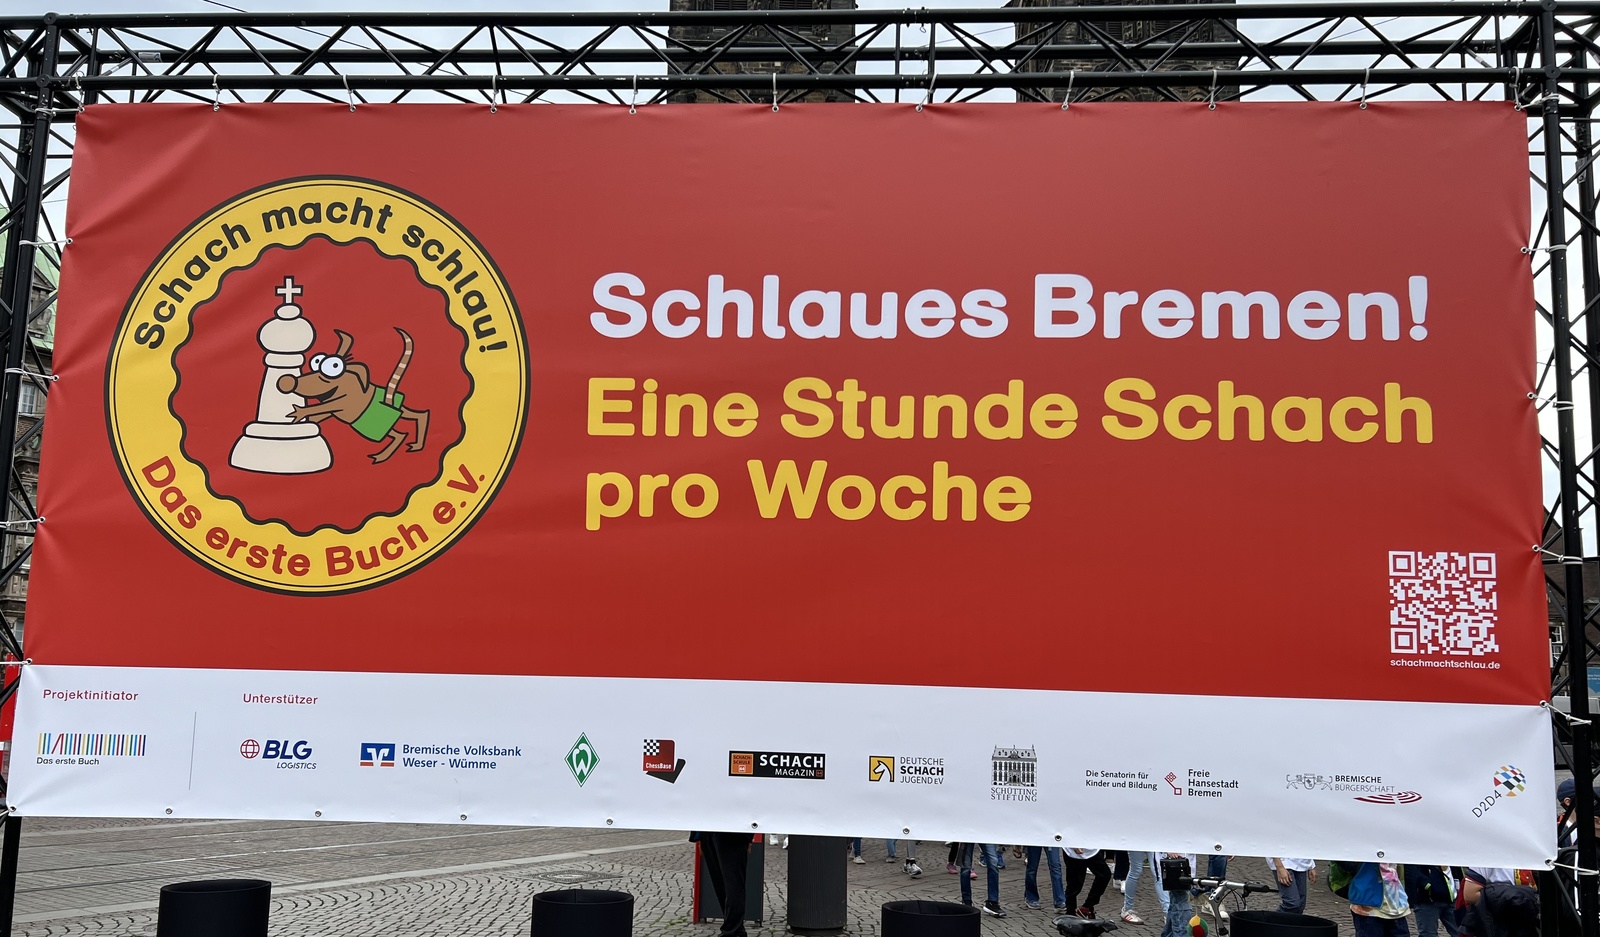 Schach macht schlau!
Das erste Buch e.V.
Schlaues Bremen!
Eine Stunde Schach
pro Woche
schachmachtschlau.de
Projektinitiator
Unterstützer
Das erste Buch
BLG
LOGISTICS
Bremische Volksbank
Weser - Wümme
W
ChessBase
SCHACH
MAGAZIN
DEUTSCHE
SCHACH
JUGEND eV
SCHÜTTING
STIFTUNG
Die Senatorin für
Kinder und Bildung
Freie
Hansestadt
Bremen
BREMISCHE
BÜRGERSCHAFT
D2D4